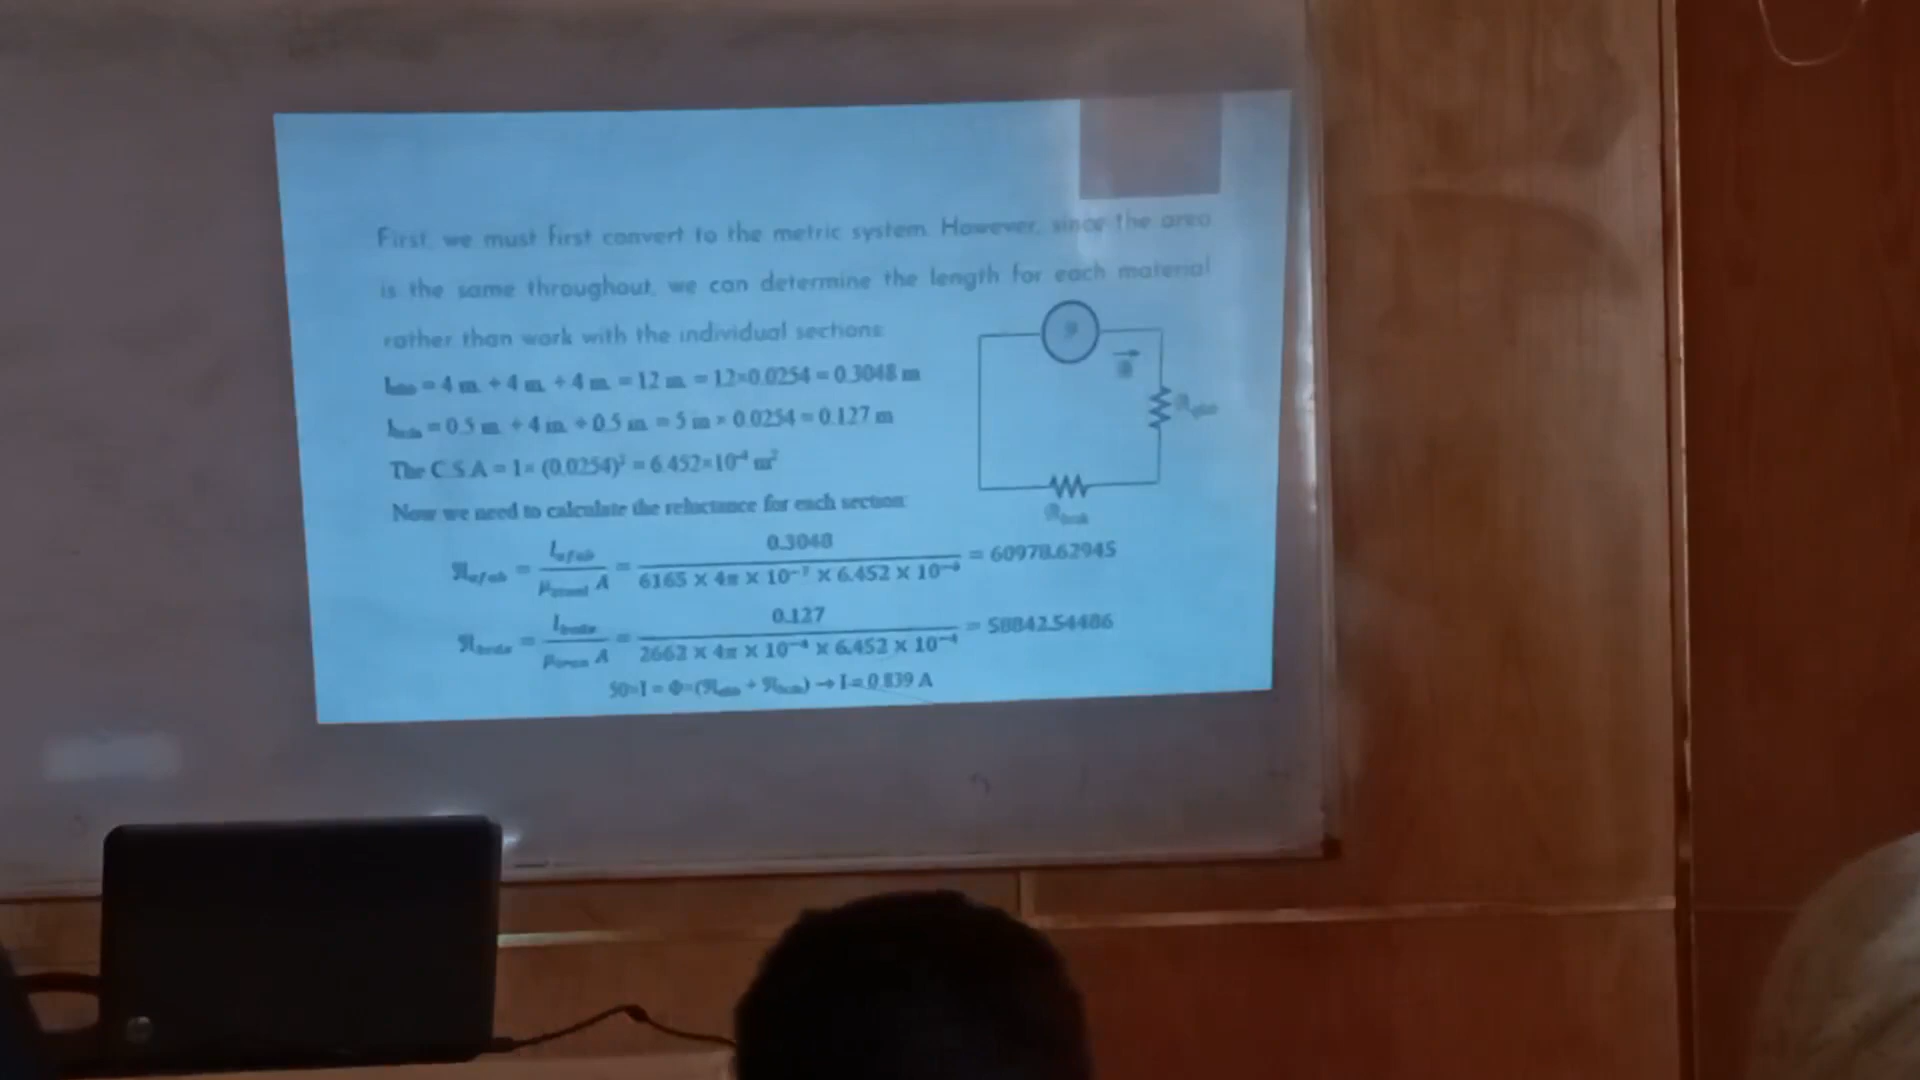 First, we must first convert to the metric system. However, since the area
is the same throughout, we can determine the length for each material
rather than work with the individual sections:
= 4 in. + 4 in. + 4 in. = 12 in. = 12×0.0254 = 0.3048 m
= 0.5 in. + 4 in. + 0.5 in. = 5 in × 0.0254 = 0.127 m
The C.S.A = 1× (0.0254)² = 6.452×10⁻⁴ m²
Now we need to calculate the reluctance for each section:
ℜ = l / μ A = 0.3048 / 6165 × 4π × 10⁻⁷ × 6.452 × 10 = 60978.62945
ℜ = l / μ A = 0.127 / 2662 × 4π × 10 × 6.452 × 10⁻⁴ = 58842.54486
50×I = Φ×(ℜ + ℜ) → I = 0.839 A